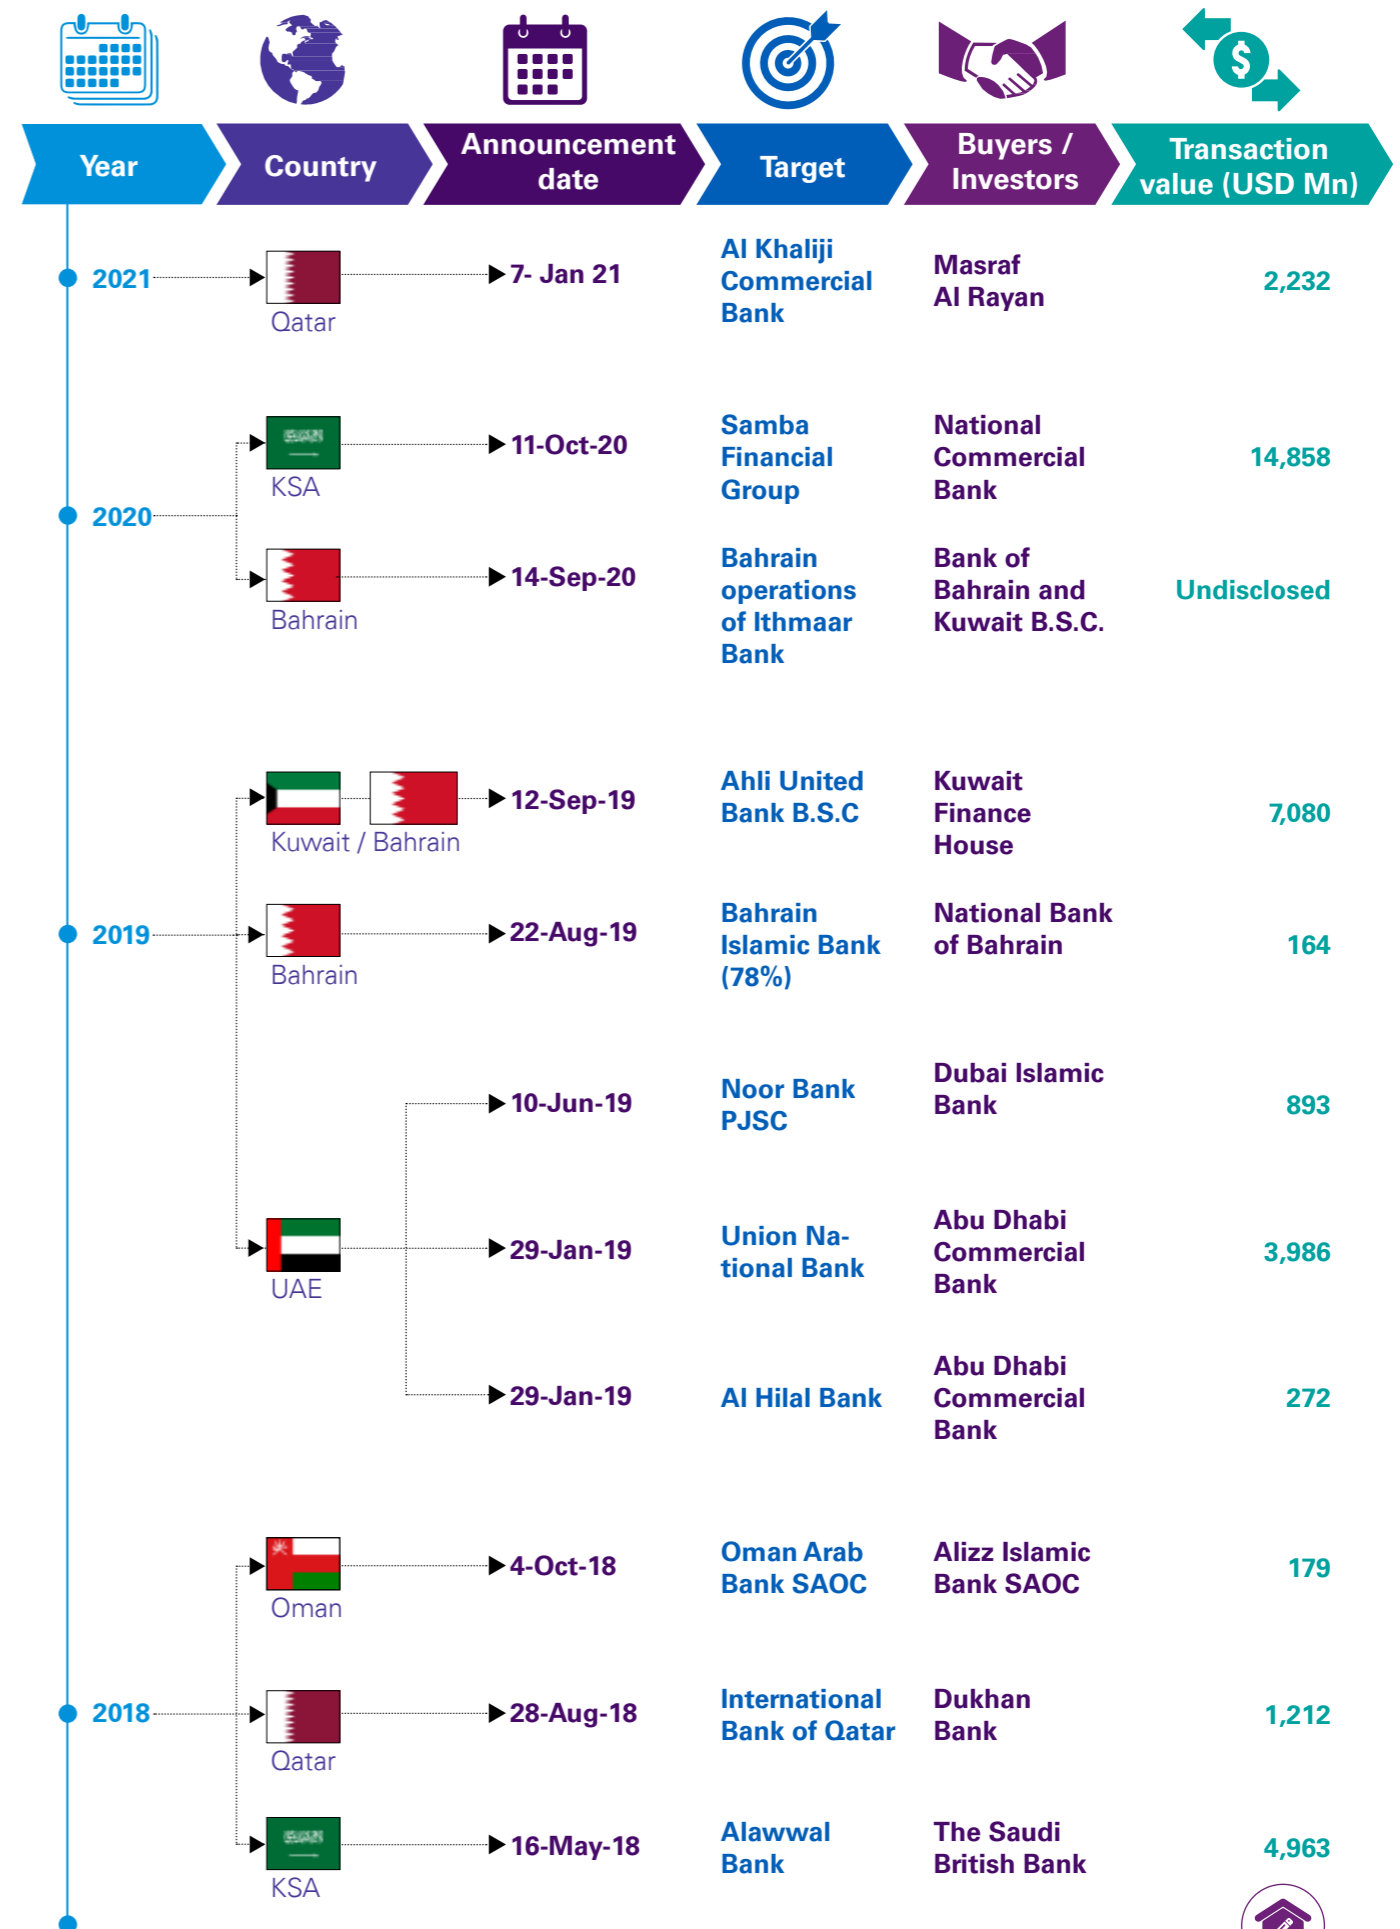 Year
Country
Announcement
date
Target
Buyers /
Investors
Transaction
value (USD Mn)
2021
Qatar
7- Jan 21
Al Khaliji
Commercial
Bank
Masraf
Al Rayan
2,232
2020
KSA
11-Oct-20
Samba
Financial
Group
National
Commercial
Bank
14,858
Bahrain
14-Sep-20
Bahrain
operations
of Ithmaar
Bank
Bank of
Bahrain and
Kuwait B.S.C.
Undisclosed
2019
Kuwait / Bahrain
12-Sep-19
Ahli United
Bank B.S.C
Kuwait
Finance
House
7,080
Bahrain
22-Aug-19
Bahrain
Islamic Bank
(78%)
National Bank
of Bahrain
164
UAE
10-Jun-19
Noor Bank
PJSC
Dubai Islamic
Bank
893
29-Jan-19
Union Na-
tional Bank
Abu Dhabi
Commercial
Bank
3,986
29-Jan-19
Al Hilal Bank
Abu Dhabi
Commercial
Bank
272
2018
Oman
4-Oct-18
Oman Arab
Bank SAOC
Alizz Islamic
Bank SAOC
179
Qatar
28-Aug-18
International
Bank of Qatar
Dukhan
Bank
1,212
KSA
16-May-18
Alawwal
Bank
The Saudi
British Bank
4,963